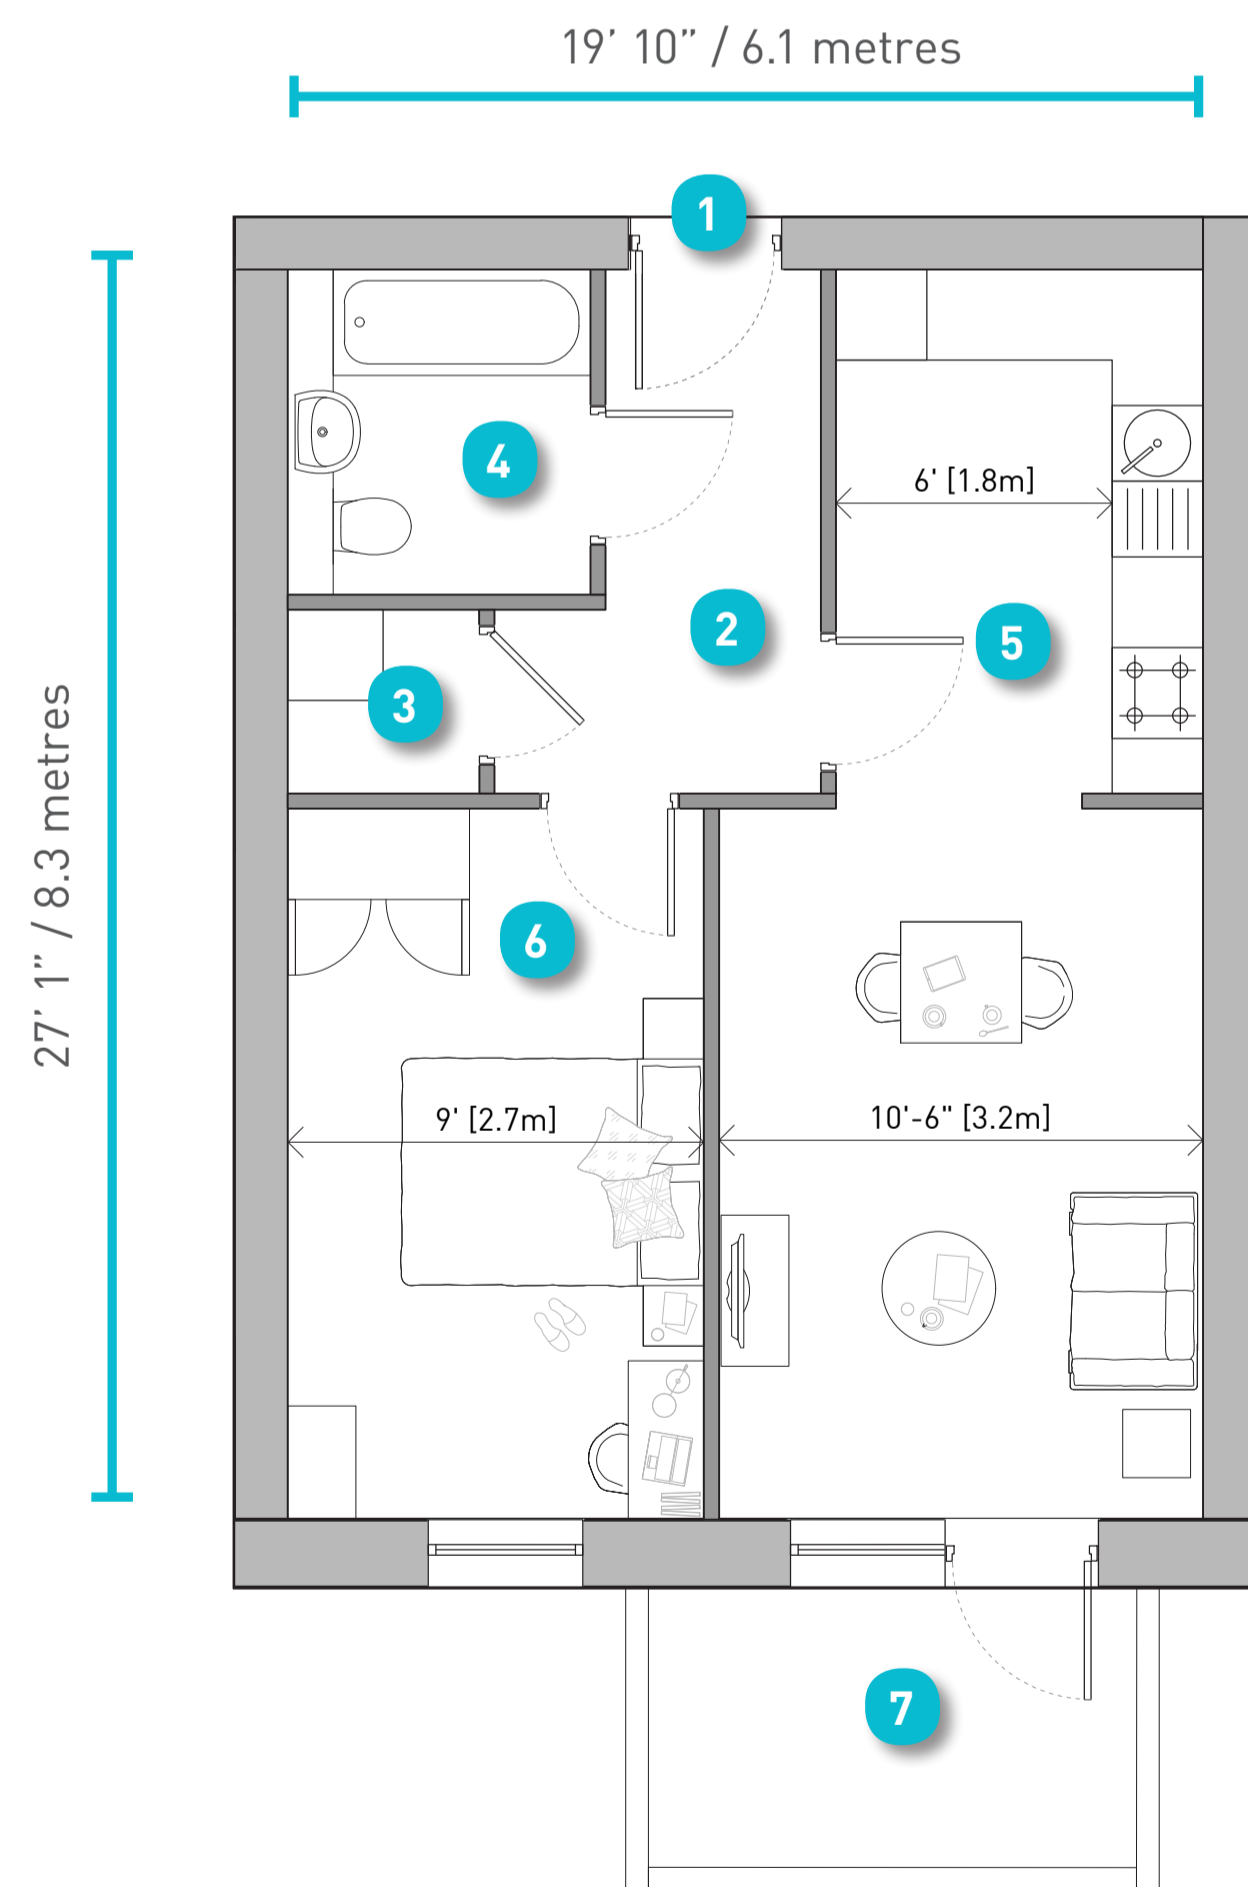 19’ 10” / 6.1 metres
1
4
6' [1.8m]
2
5
3
27’ 1” / 8.3 metres
6
9' [2.7m]
10'-6" [3.2m]
7